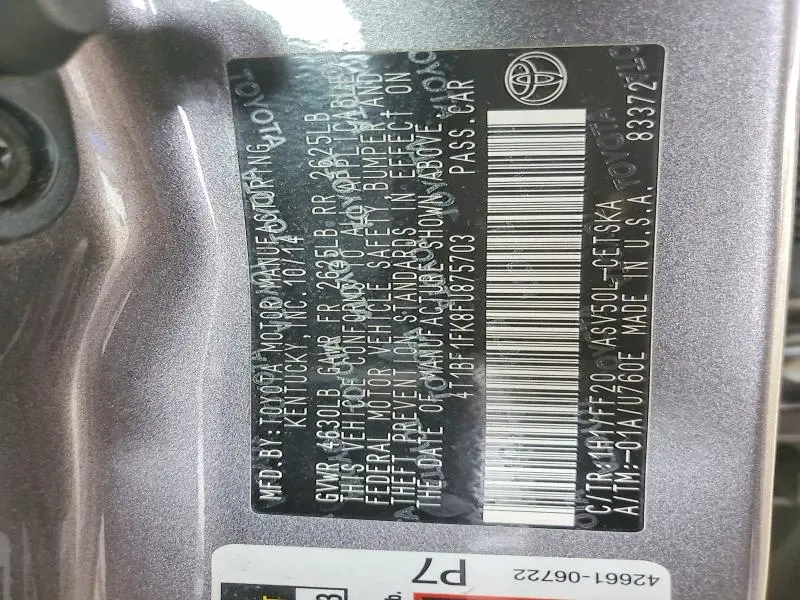 MFD.BY:TOYOTA MOTOR MANUFACTURING
KENTUCKY, INC. 10/14
GVWR 4630LB GAWR FR 2625LB RR 2625LB
THIS VEHICLE CONFORMS TO ALL APPLICABLE
FEDERAL MOTOR VEHICLE SAFETY, BUMPER, AND
THEFT PREVENTION STANDARDS IN EFFECT ON
THE DATE OF MANUFACTURE SHOWN ABOVE.
4T1BF1FK8FU875703 PASS.CAR
C/TR:1H1/FF20 ASV50L-CETSKA 83372
A/TM:-01A/U760E MADE IN U.S.A.
P7
42661-06722